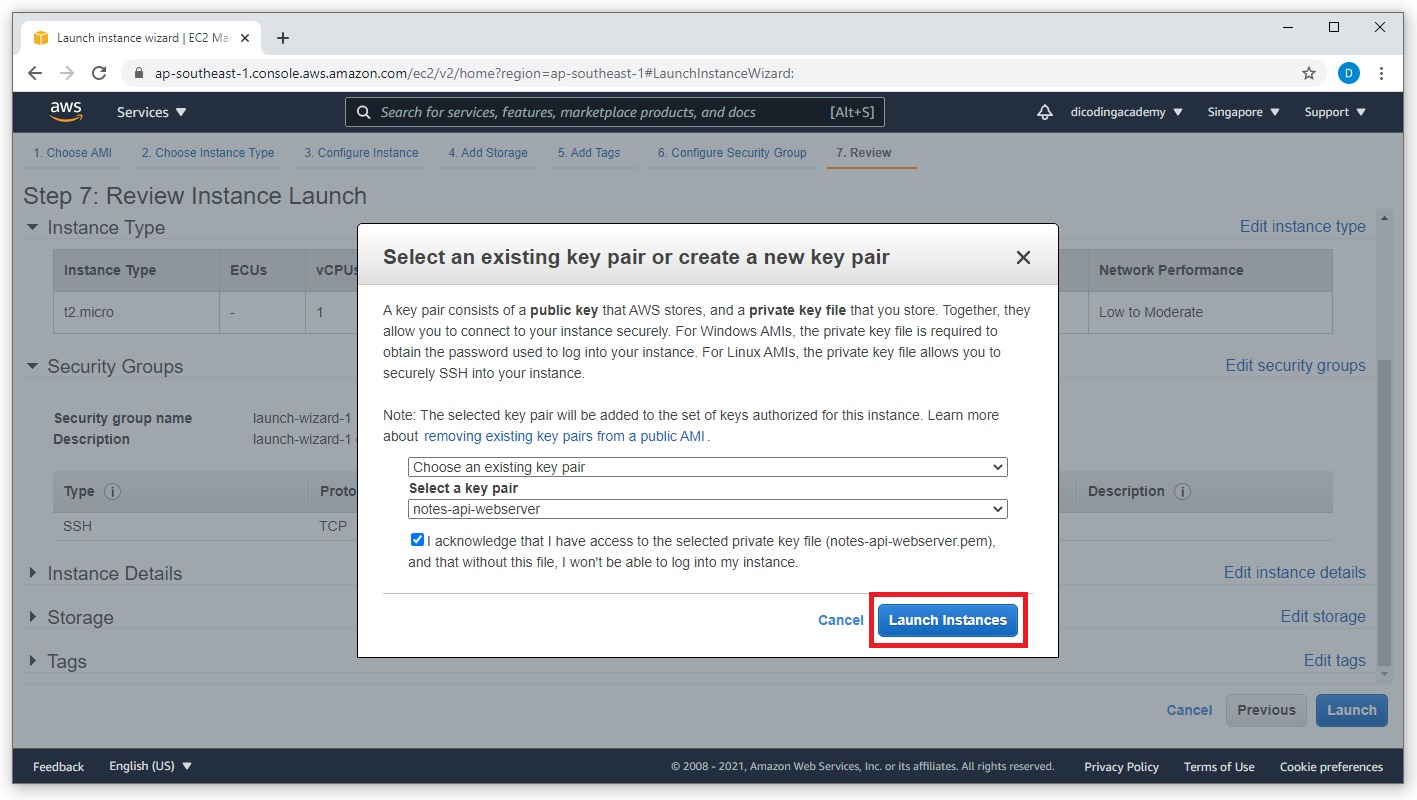 Launch instance wizard | EC2 Ma
ap-southeast-1.console.aws.amazon.com/ec2/v2/home?region=ap-southeast-1#LaunchInstanceWizard:
D
aws
Services
Search for services, features, marketplace products, and docs
[Alt+S]
dicodingacademy
Singapore
Support
1. Choose AMI
2. Choose Instance Type
3. Configure Instance
4. Add Storage
5. Add Tags
6. Configure Security Group
7. Review
Step 7: Review Instance Launch
Instance Type
Edit instance type
Instance Type
ECUs
vCPUs
Network Performance
t2.micro
-
1
Low to Moderate
Security Groups
Edit security groups
Security group name
launch-wizard-1
Description
launch-wizard-1
Type
Proto
Description
SSH
TCP
Instance Details
Edit instance details
Storage
Edit storage
Tags
Edit tags
Select an existing key pair or create a new key pair
A key pair consists of a public key that AWS stores, and a private key file that you store. Together, they
allow you to connect to your instance securely. For Windows AMIs, the private key file is required to
obtain the password used to log into your instance. For Linux AMIs, the private key file allows you to
securely SSH into your instance.
Note: The selected key pair will be added to the set of keys authorized for this instance. Learn more
about removing existing key pairs from a public AMI.
Choose an existing key pair
Select a key pair
notes-api-webserver
I acknowledge that I have access to the selected private key file (notes-api-webserver.pem),
and that without this file, I won't be able to log into my instance.
Cancel
Launch Instances
Cancel
Previous
Launch
Feedback
English (US)
© 2008 - 2021, Amazon Web Services, Inc. or its affiliates. All rights reserved.
Privacy Policy
Terms of Use
Cookie preferences